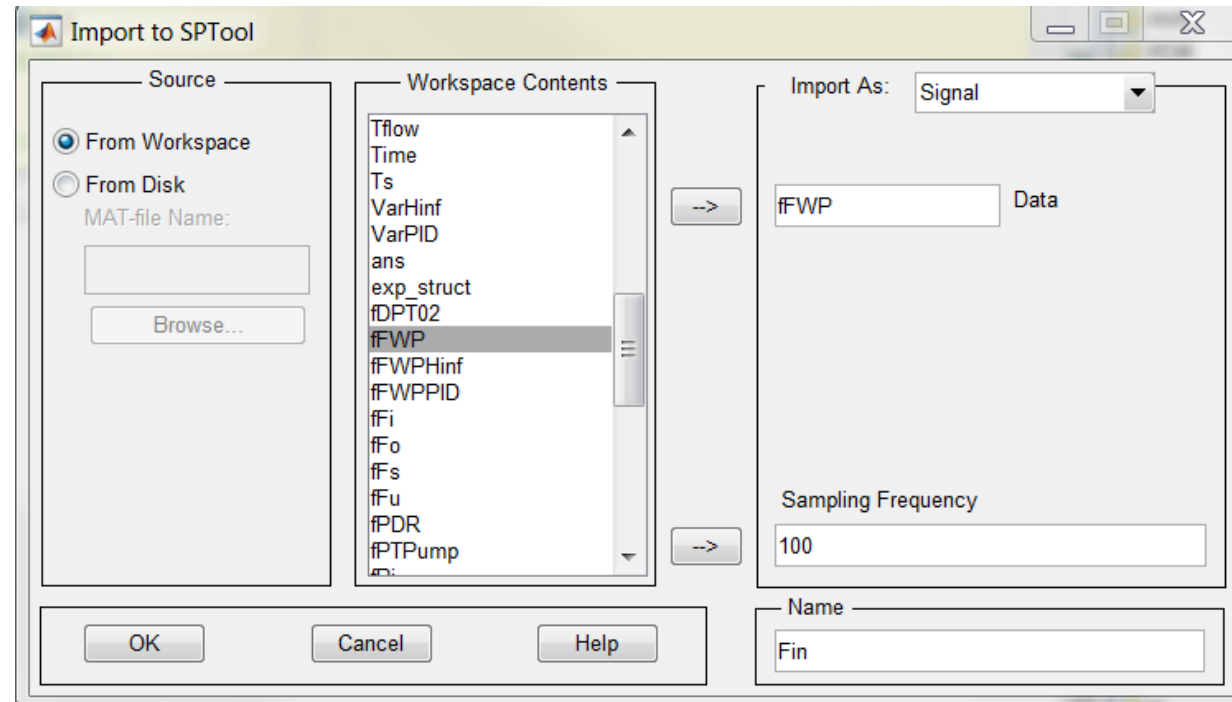 Import to SPTool
Source
From Workspace
From Disk
MAT-file Name:
Browse...
Workspace Contents
Tflow
Time
Ts
VarHinf
VarPID
ans
exp_struct
fDPT02
fFWP
fFWPHinf
fFWPPID
fFi
fFo
fFs
fFu
fPDR
fPTPump
-->
-->
Import As:
Signal
fFWP
Data
Sampling Frequency
100
OK
Cancel
Help
Name
Fin